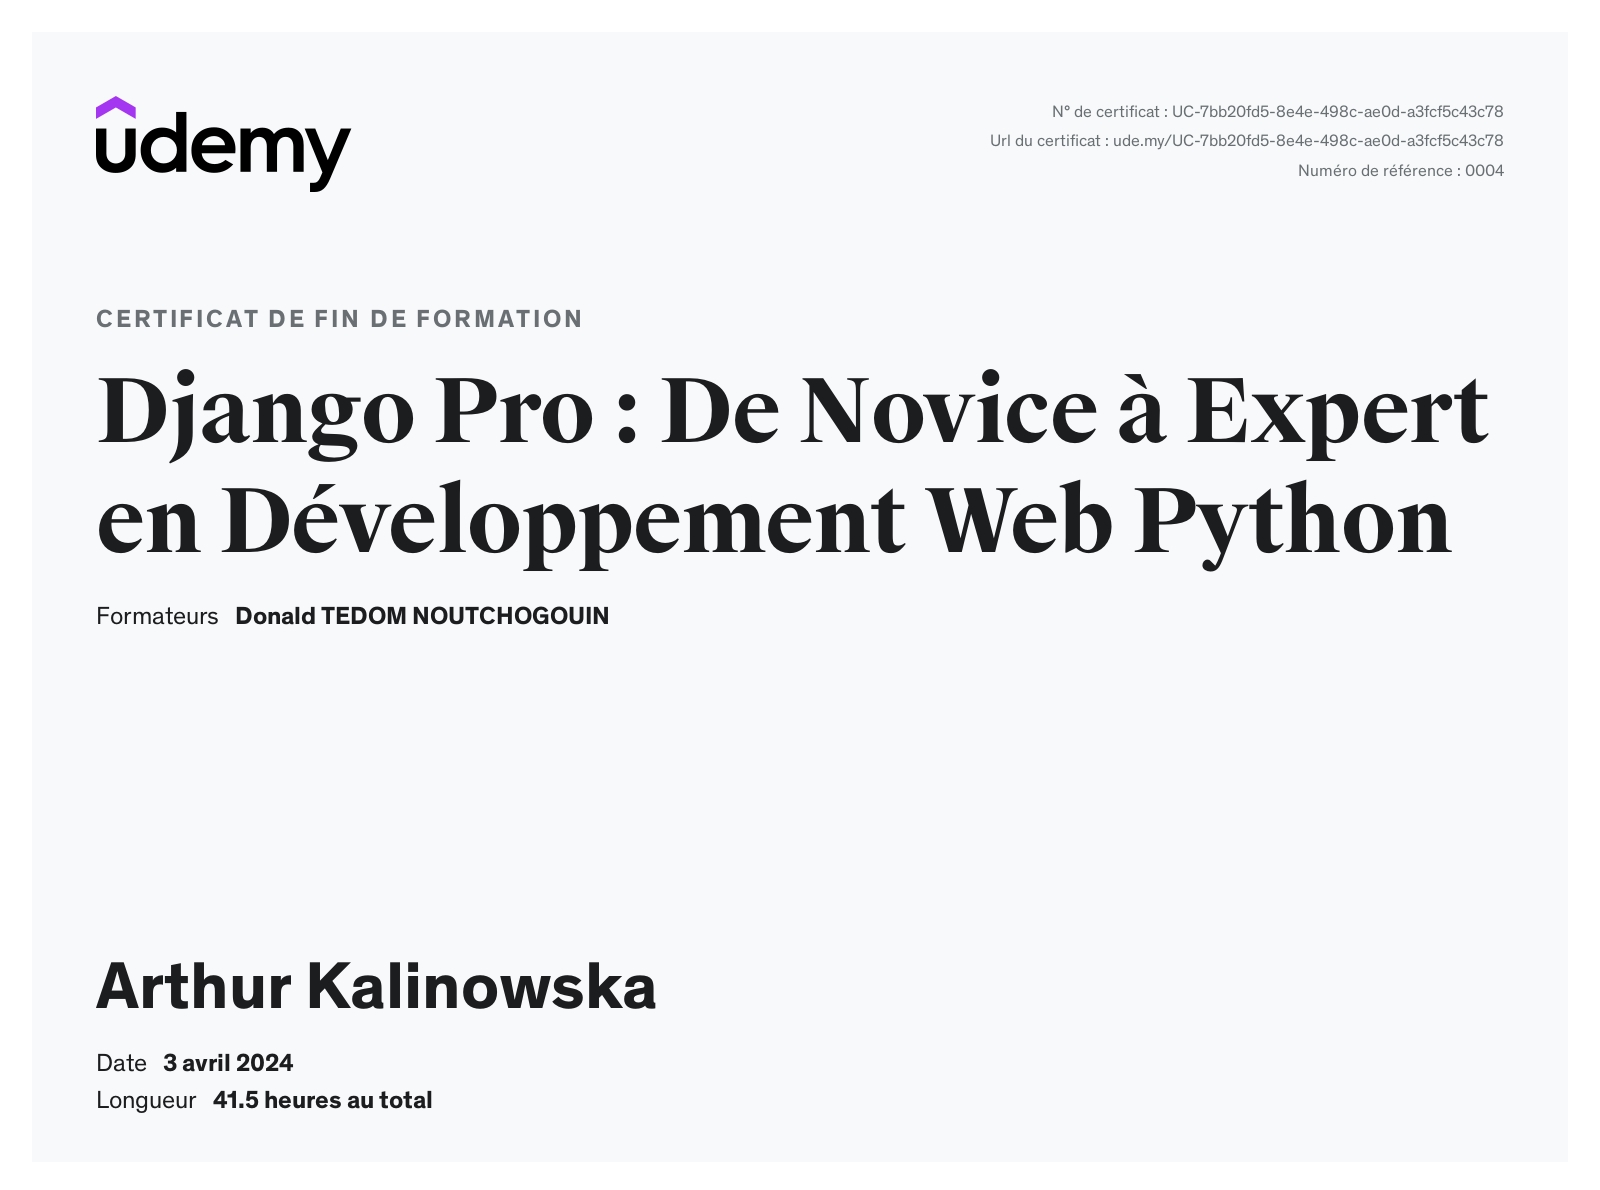 udemy
N° de certificat : UC-7bb20fd5-8e4e-498c-ae0d-a3fcf5c43c78
Url du certificat : ude.my/UC-7bb20fd5-8e4e-498c-ae0d-a3fcf5c43c78
Numéro de référence : 0004
CERTIFICAT DE FIN DE FORMATION
Django Pro : De Novice à Expert
en Développement Web Python
Formateurs Donald TEDOM NOUTCHOGOUIN
Arthur Kalinowska
Date 3 avril 2024
Longueur 41.5 heures au total